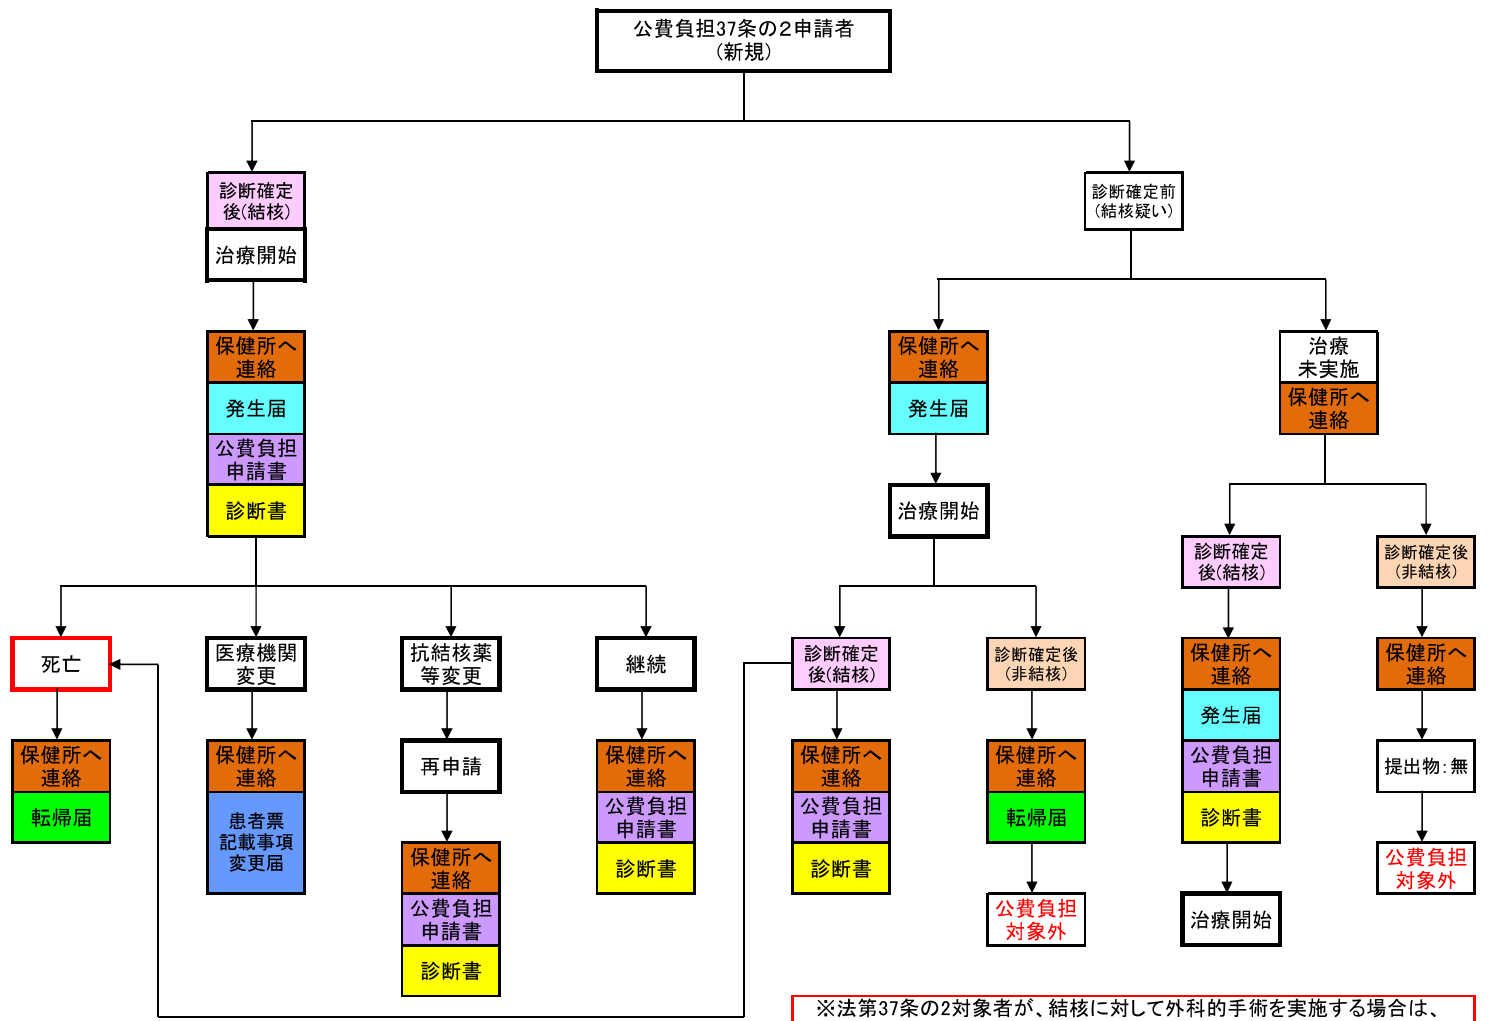 公費負担37条の2申請者
(新規)
診断確定
後(結核)
治療開始
診断確定前
(結核疑い)
保健所へ
連絡
発生届
公費負担
申請書
診断書
保健所へ
連絡
発生届
治療開始
治療
未実施
保健所へ
連絡
診断確定
後(結核)
診断確定後
(非結核)
死亡
医療機関
変更
抗結核薬
等変更
継続
診断確定
後(結核)
診断確定後
(非結核)
保健所へ
連絡
発生届
公費負担
申請書
診断書
治療開始
保健所へ
連絡
提出物:無
公費負担
対象外
保健所へ
連絡
転帰届
保健所へ
連絡
患者票
記載事項
変更届
再申請
保健所へ
連絡
公費負担
申請書
診断書
保健所へ
連絡
公費負担
申請書
診断書
保健所へ
連絡
公費負担
申請書
診断書
保健所へ
連絡
転帰届
公費負担
対象外
※法第37条の2対象者が、結核に対して外科的手術を実施する場合は、